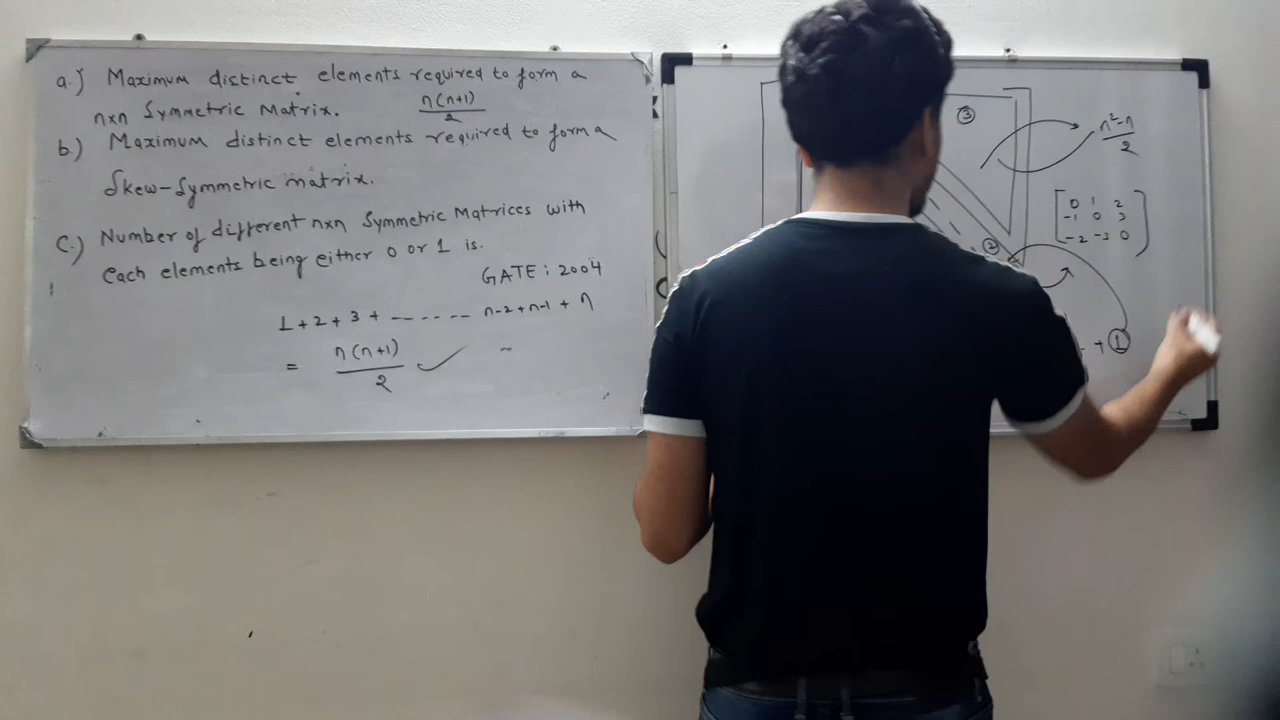 a.) Maximum distinct elements required to form a
nxn Symmetric Matrix. n(n+1)/2
b.) Maximum distinct elements required to form a
Skew-Symmetric matrix.
C.) Number of different nxn Symmetric Matrices with
each elements being either 0 or 1 is.
GATE: 2004
1+2+3+ ------ n-2+n-1+n
= n(n+1)/2 ✓
③
n²-n/2
0 1 2
-1 0 3
-2 -3 0
②
+ ①